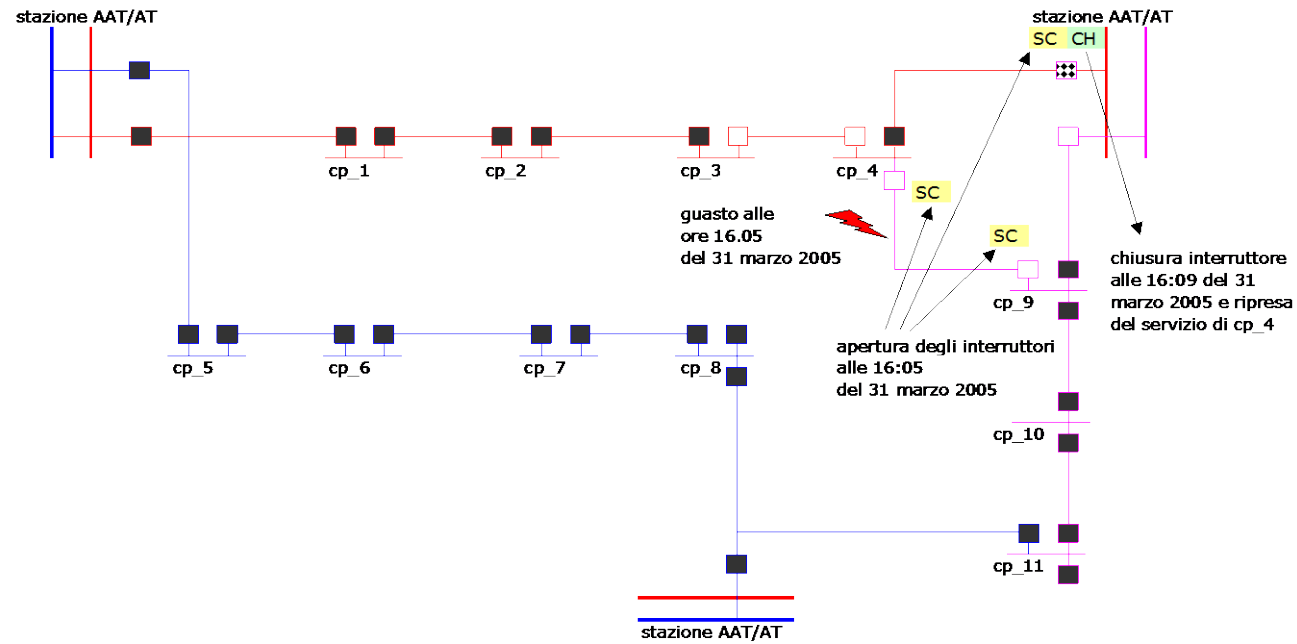 stazione AAT/AT
stazione AAT/AT
SC CH
cp_1
cp_2
cp_3
cp_4
SC
guasto alle
ore 16.05
del 31 marzo 2005
SC
chiusura interruttore
alle 16:09 del 31
marzo 2005 e ripresa
del servizio di cp_4
cp_9
apertura degli interruttori
alle 16:05
del 31 marzo 2005
cp_5
cp_6
cp_7
cp_8
cp_10
cp_11
stazione AAT/AT